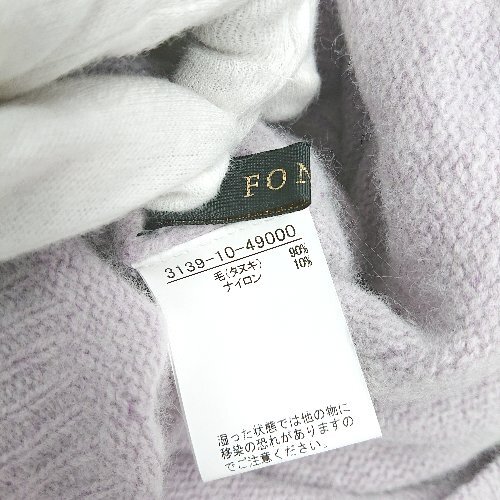 FO
3139-10-49000
毛(タヌキ) 90%
ナイロン 10%
湿った状態では他の物に
移染の恐れがありますの
でご注意ください。